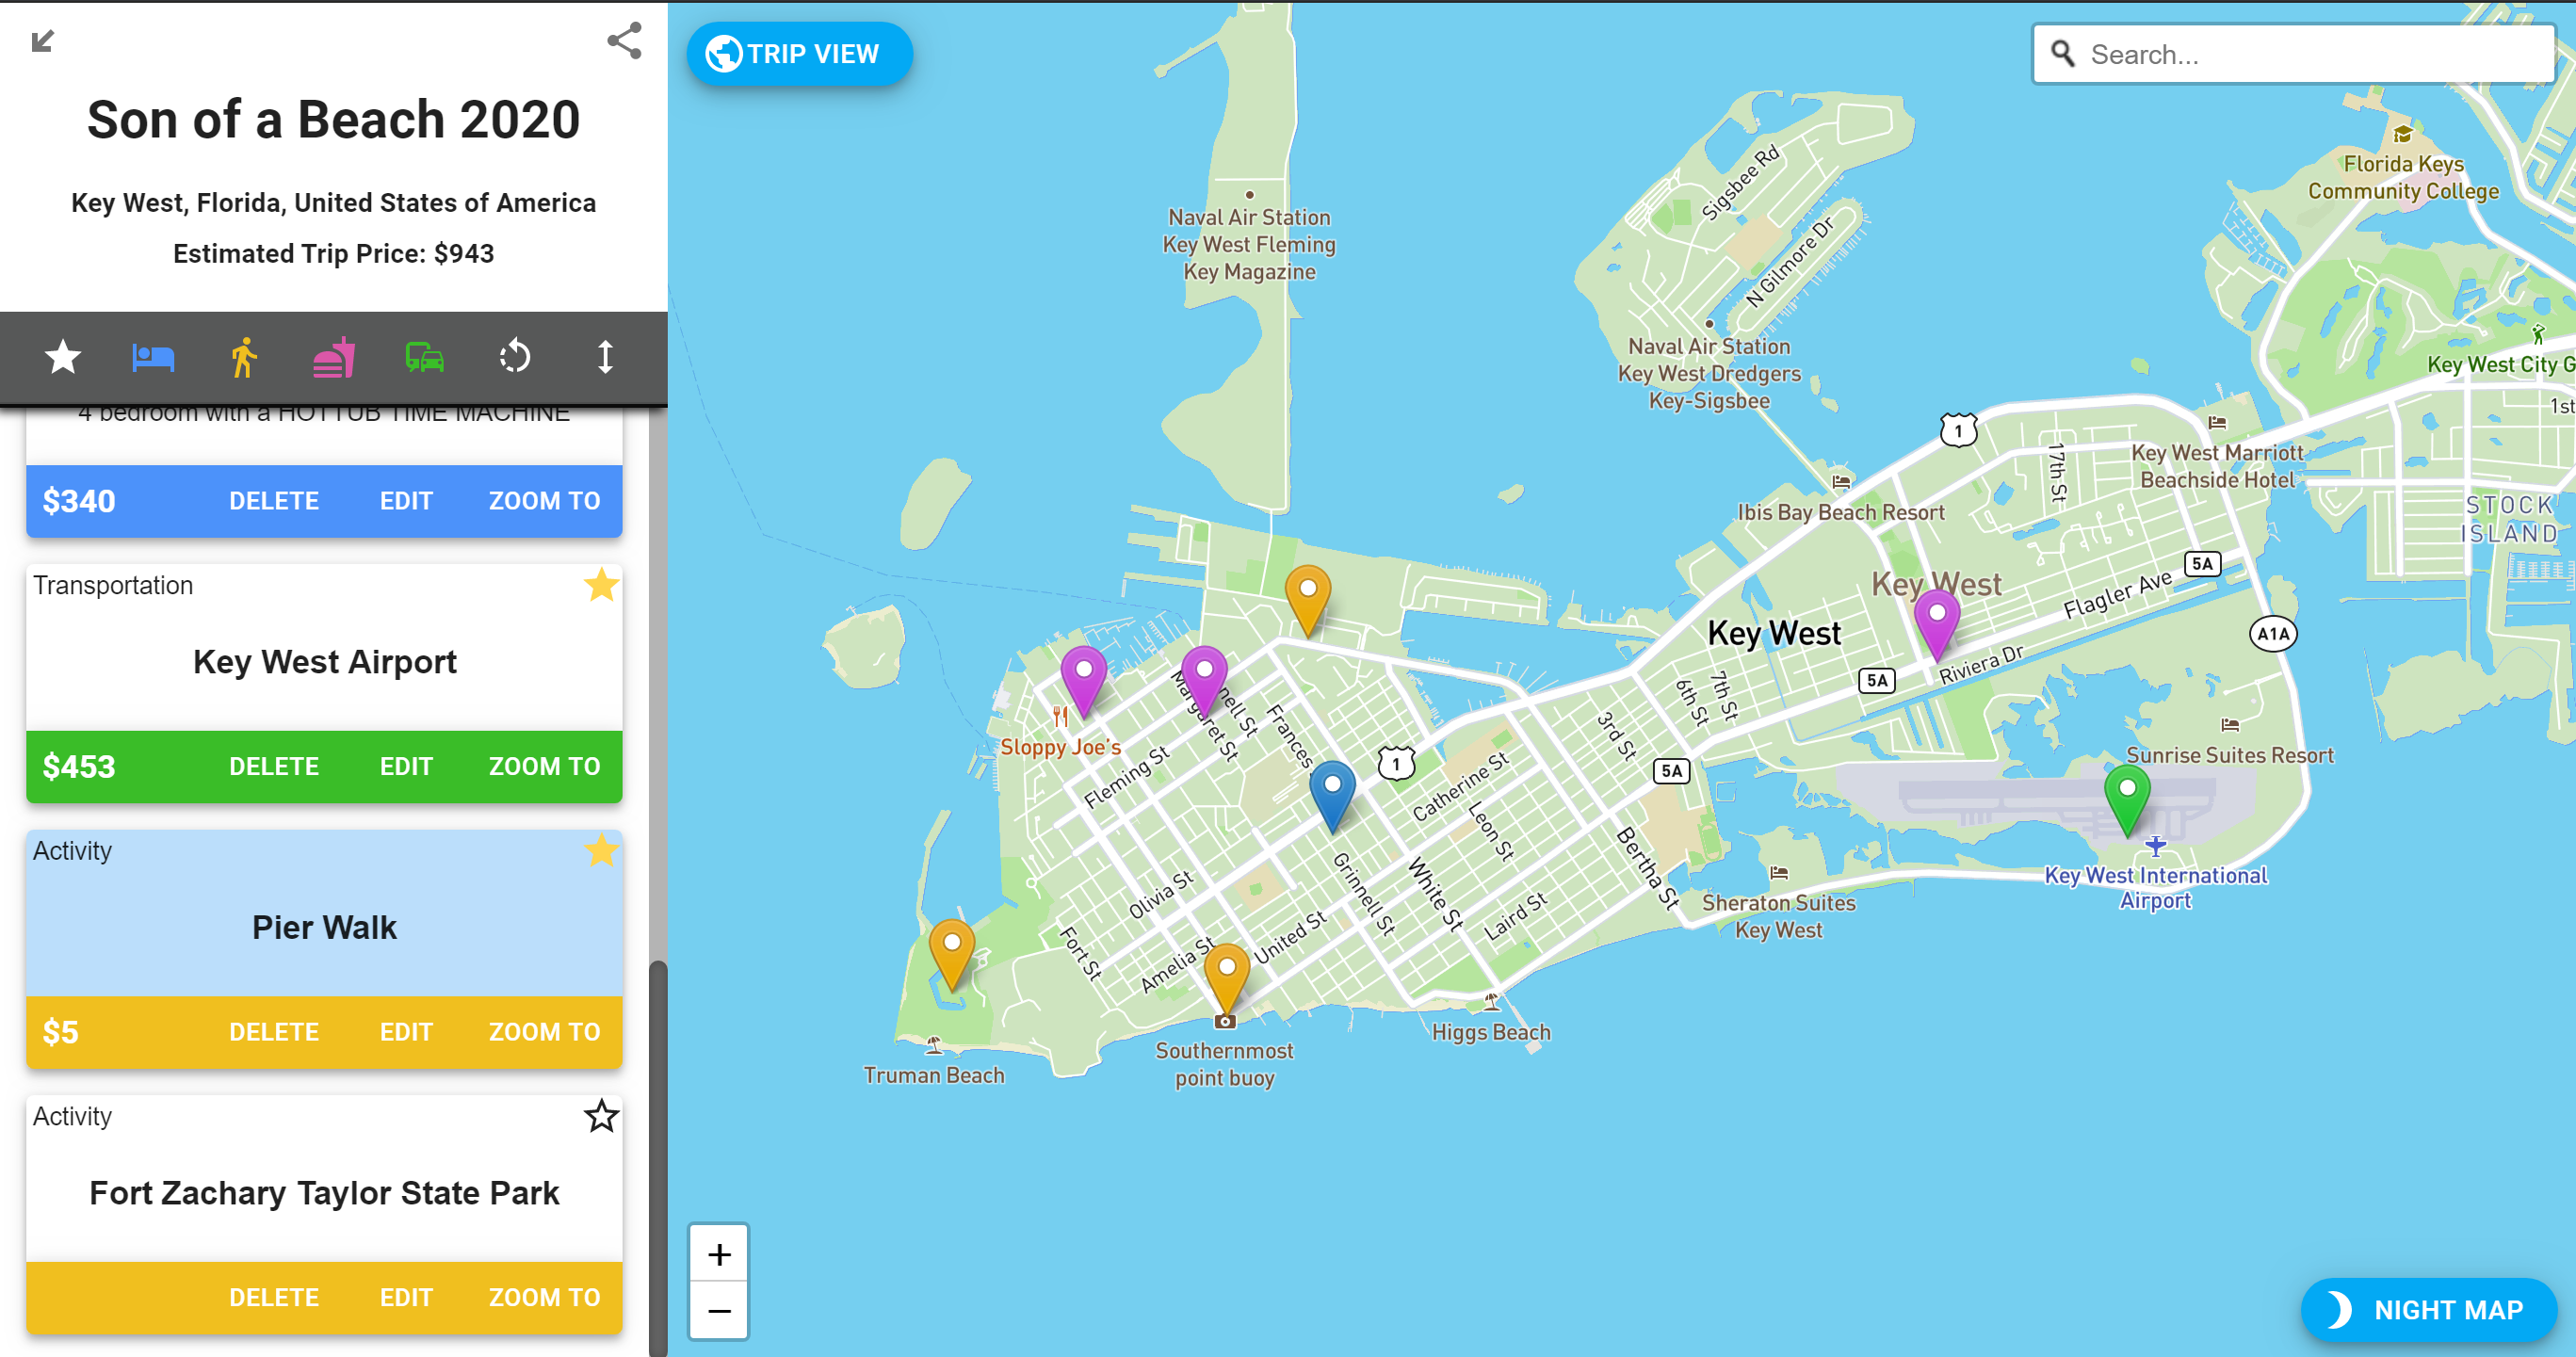 Son of a Beach 2020
Key West, Florida, United States of America
Estimated Trip Price: $943
4 bedroom with a HOTTUB TIME MACHINE
$340 DELETE EDIT ZOOM TO
Transportation
Key West Airport
$453 DELETE EDIT ZOOM TO
Activity
Pier Walk
$5 DELETE EDIT ZOOM TO
Activity
Fort Zachary Taylor State Park
DELETE EDIT ZOOM TO
TRIP VIEW
Search...
Naval Air Station
Key West Fleming
Key Magazine
Sigsbee Rd
N Gilmore Dr
Naval Air Station
Key West Dredgers
Key-Sigsbee
Florida Keys
Community College
Key West City G
1st
1
17th St
Key West Marriott
Beachside Hotel
Ibis Bay Beach Resort
STOCK
ISLAND
5A
Key West
Flagler Ave
Key West
A1A
Riviera Dr
5A
7th St
6th St
3rd St
5A
Sunrise Suites Resort
Sloppy Joe's
Margaret St
nell St
Frances
Fleming St
1
Catherine St
Leon St
Bertha St
Key West International
Airport
Sheraton Suites
Key West
Olivia St
Grinnell St
White St
Laird St
United St
Fort St
Amelia St
Higgs Beach
Southernmost
point buoy
Truman Beach
+
−
NIGHT MAP